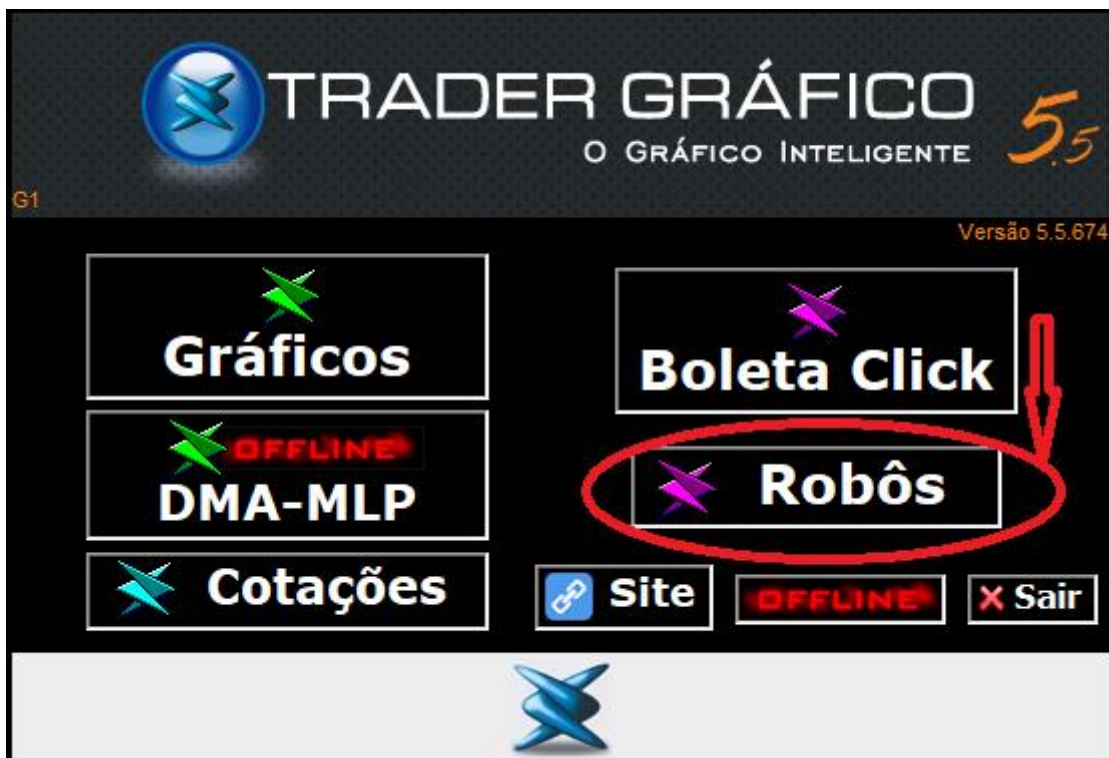 TRADER GRÁFICO 5.5
O GRÁFICO INTELIGENTE
G1
Versão 5.5.674
Gráficos
Boleta Click
OFFLINE
DMA-MLP
Robôs
Cotações
Site
OFFLINE
Sair